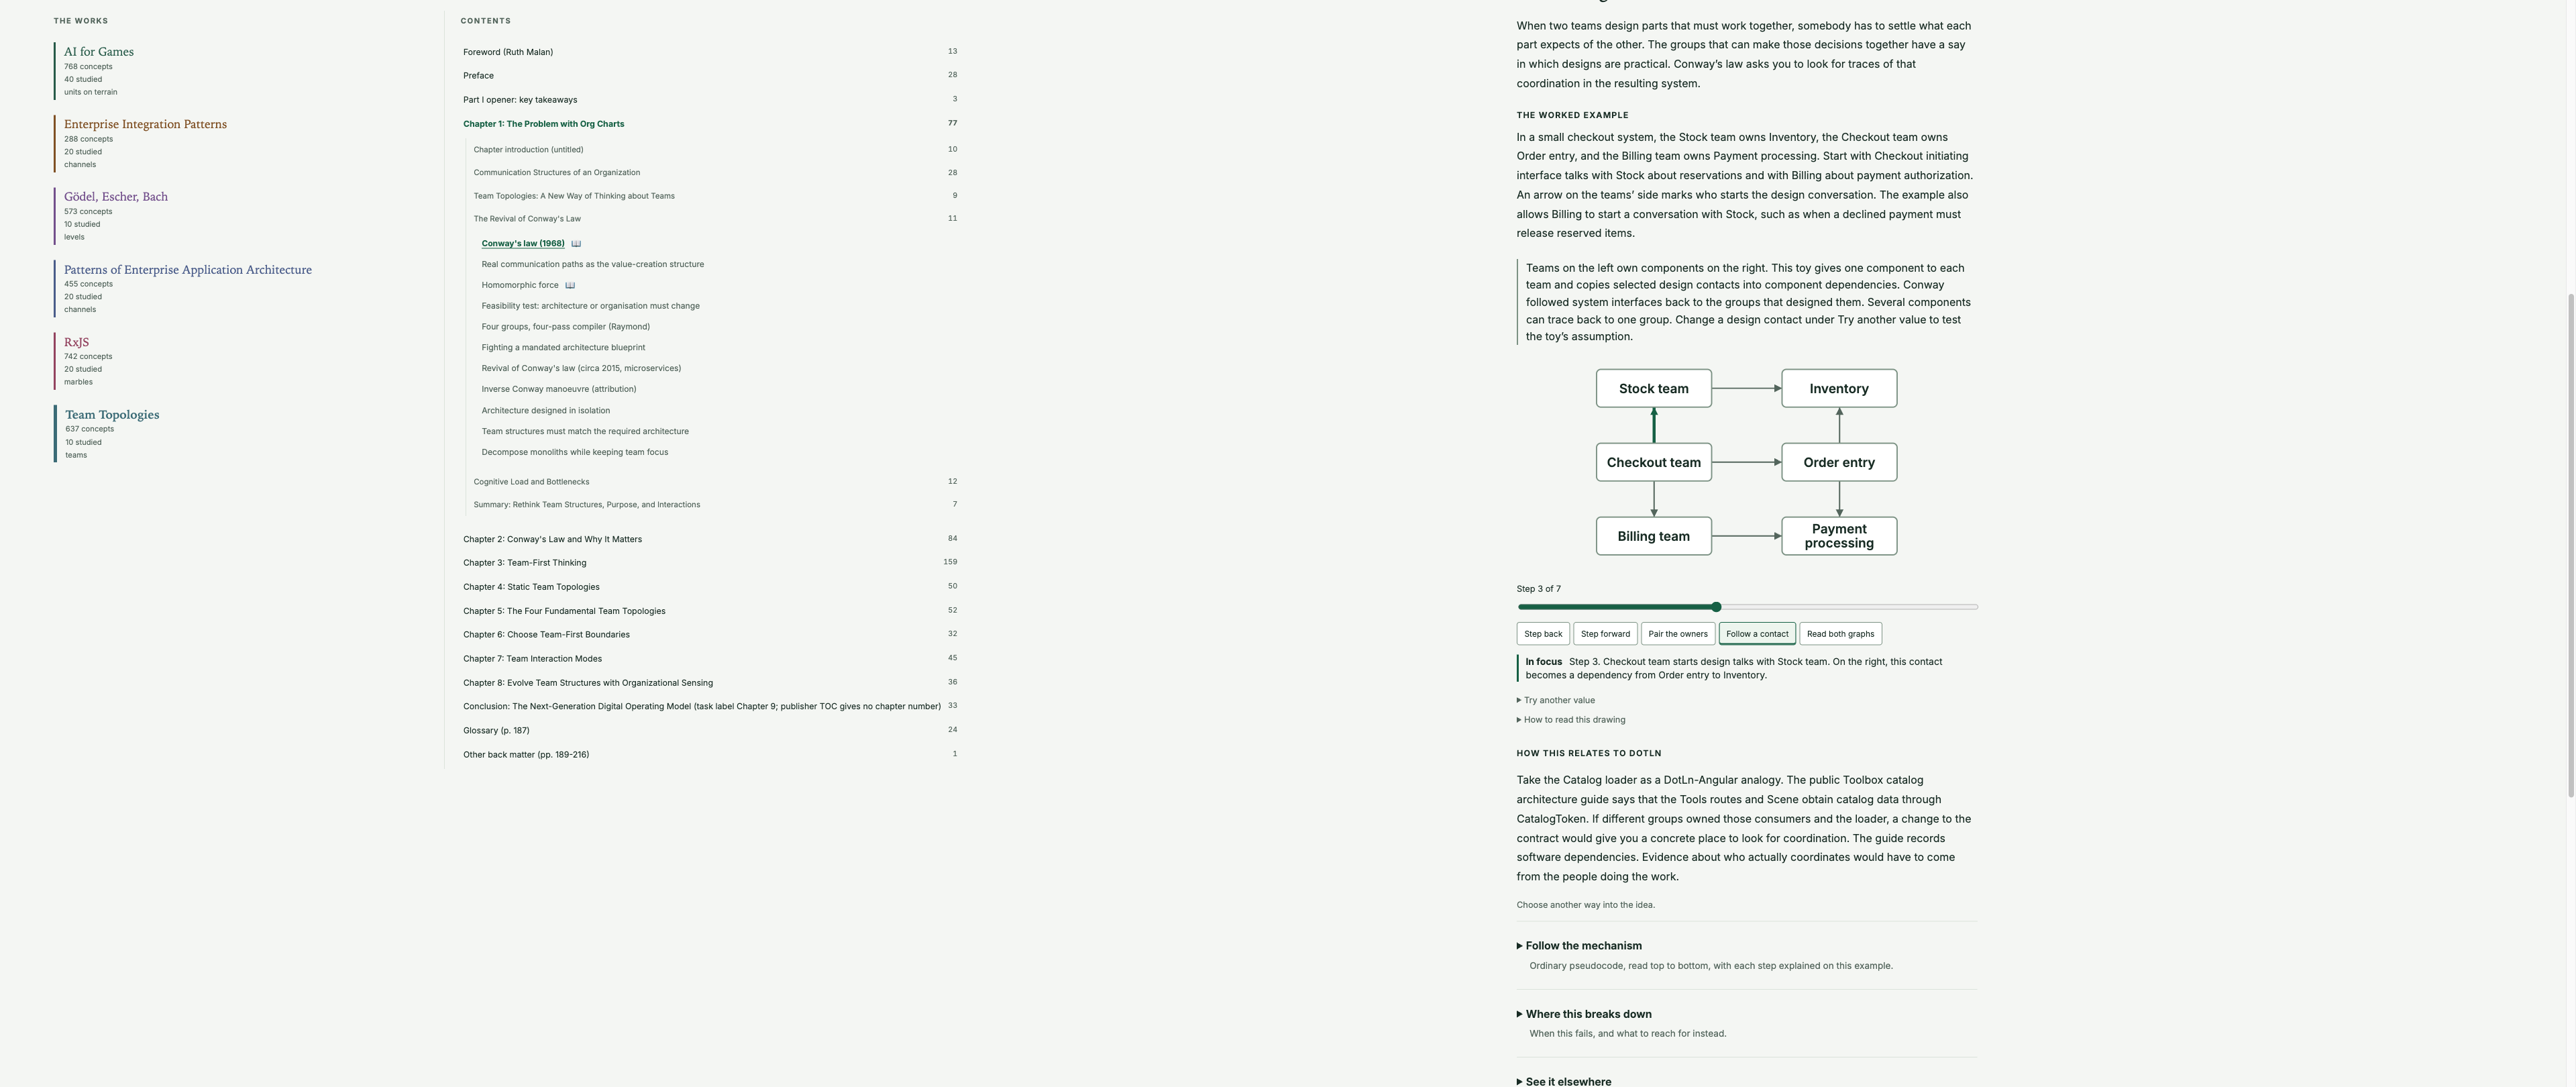 THE WORKS
AI for Games
768 concepts
40 studied
units on terrain
Enterprise Integration Patterns
288 concepts
20 studied
channels
Gödel, Escher, Bach
573 concepts
10 studied
levels
Patterns of Enterprise Application Architecture
455 concepts
20 studied
channels
RxJS
742 concepts
20 studied
marbles
Team Topologies
637 concepts
10 studied
teams
CONTENTS
Foreword (Ruth Malan) 13
Preface 28
Part I opener: key takeaways 3
Chapter 1: The Problem with Org Charts 77
Chapter introduction (untitled) 10
Communication Structures of an Organization 28
Team Topologies: A New Way of Thinking about Teams 9
The Revival of Conway's Law 11
Conway's law (1968)
Real communication paths as the value-creation structure
Homomorphic force
Feasibility test: architecture or organisation must change
Four groups, four-pass compiler (Raymond)
Fighting a mandated architecture blueprint
Revival of Conway's law (circa 2015, microservices)
Inverse Conway manoeuvre (attribution)
Architecture designed in isolation
Team structures must match the required architecture
Decompose monoliths while keeping team focus
Cognitive Load and Bottlenecks 12
Summary: Rethink Team Structures, Purpose, and Interactions 7
Chapter 2: Conway's Law and Why It Matters 84
Chapter 3: Team-First Thinking 159
Chapter 4: Static Team Topologies 50
Chapter 5: The Four Fundamental Team Topologies 52
Chapter 6: Choose Team-First Boundaries 32
Chapter 7: Team Interaction Modes 45
Chapter 8: Evolve Team Structures with Organizational Sensing 36
Conclusion: The Next-Generation Digital Operating Model (task label Chapter 9; publisher TOC gives no chapter number) 33
Glossary (p. 187) 24
Other back matter (pp. 189-216) 1
When two teams design parts that must work together, somebody has to settle what each
part expects of the other. The groups that can make those decisions together have a say
in which designs are practical. Conway's law asks you to look for traces of that
coordination in the resulting system.
THE WORKED EXAMPLE
In a small checkout system, the Stock team owns Inventory, the Checkout team owns
Order entry, and the Billing team owns Payment processing. Start with Checkout initiating
interface talks with Stock about reservations and with Billing about payment authorization.
An arrow on the teams' side marks who starts the design conversation. The example also
allows Billing to start a conversation with Stock, such as when a declined payment must
release reserved items.
Teams on the left own components on the right. This toy gives one component to each
team and copies selected design contacts into component dependencies. Conway
followed system interfaces back to the groups that designed them. Several components
can trace back to one group. Change a design contact under Try another value to test
the toy's assumption.
Stock team
Inventory
Checkout team
Order entry
Billing team
Payment
processing
Step 3 of 7
Step back
Step forward
Pair the owners
Follow a contact
Read both graphs
In focus Step 3. Checkout team starts design talks with Stock team. On the right, this contact
becomes a dependency from Order entry to Inventory.
Try another value
How to read this drawing
HOW THIS RELATES TO DOTLN
Take the Catalog loader as a DotLn-Angular analogy. The public Toolbox catalog
architecture guide says that the Tools routes and Scene obtain catalog data through
CatalogToken. If different groups owned those consumers and the loader, a change to the
contract would give you a concrete place to look for coordination. The guide records
software dependencies. Evidence about who actually coordinates would have to come
from the people doing the work.
Choose another way into the idea.
Follow the mechanism
Ordinary pseudocode, read top to bottom, with each step explained on this example.
Where this breaks down
When this fails, and what to reach for instead.
See it elsewhere